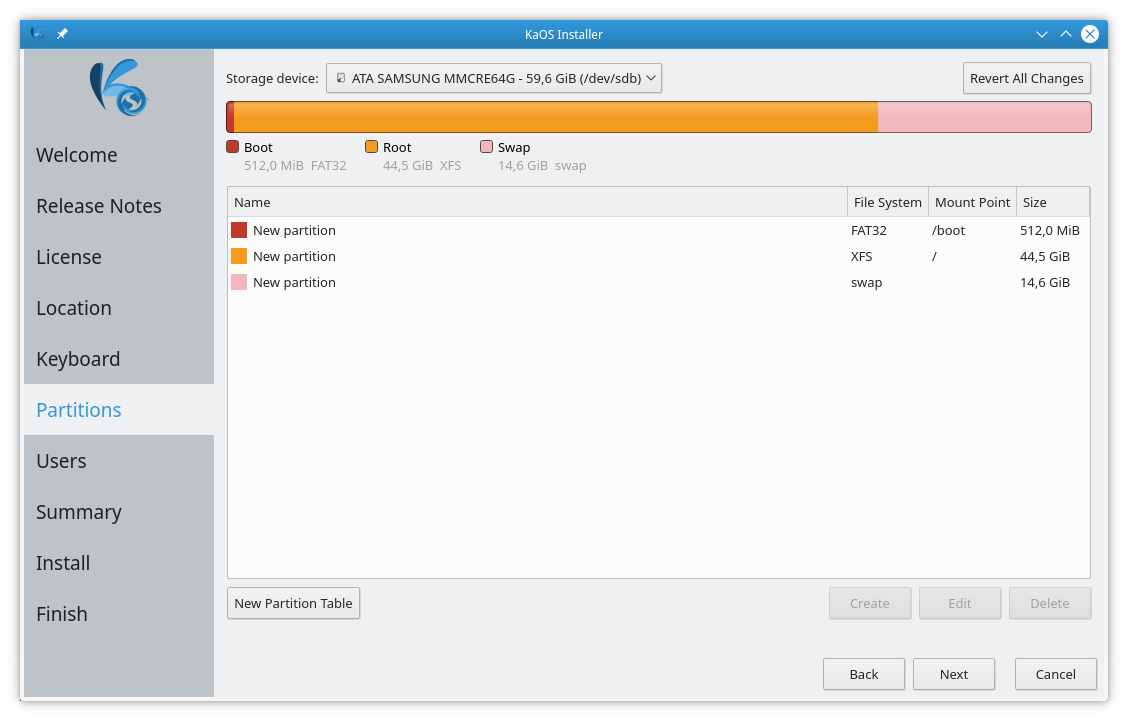 KaOS Installer
Welcome
Release Notes
License
Location
Keyboard
Partitions
Users
Summary
Install
Finish
Storage device: ATA SAMSUNG MMCRE64G - 59,6 GiB (/dev/sdb) Revert All Changes
Boot Root Swap
512,0 MiB FAT32 44,5 GiB XFS 14,6 GiB swap
Name File System Mount Point Size
New partition FAT32 /boot 512,0 MiB
New partition XFS / 44,5 GiB
New partition swap 14,6 GiB
New Partition Table Create Edit Delete
Back Next Cancel